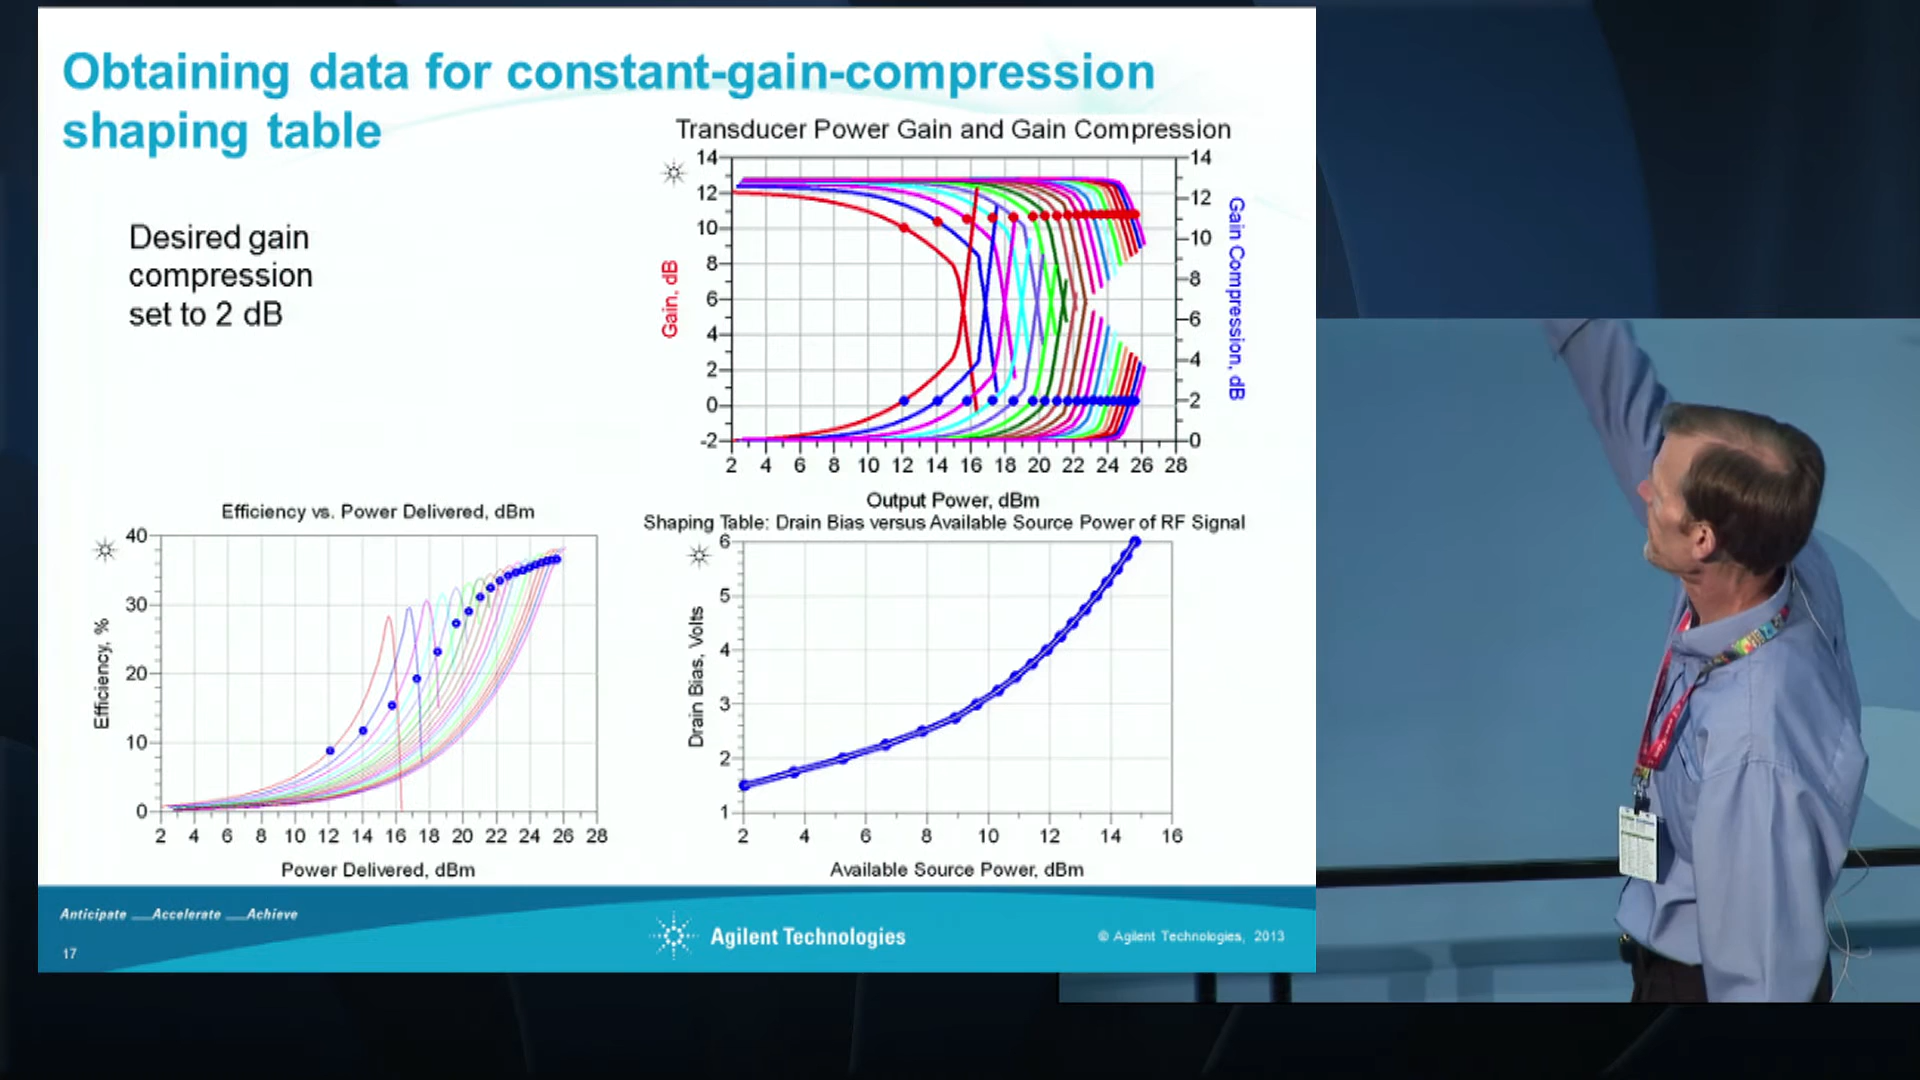 Obtaining data for constant-gain-compression
shaping table
Desired gain
compression
set to 2 dB
Transducer Power Gain and Gain Compression
14
12
10
8
6
4
2
0
-2
Gain, dB
14
12
10
8
6
4
2
0
Gain Compression, dB
2 4 6 8 10 12 14 16 18 20 22 24 26 28
Output Power, dBm
Efficiency vs. Power Delivered, dBm
40
30
20
10
0
Efficiency, %
2 4 6 8 10 12 14 16 18 20 22 24 26 28
Power Delivered, dBm
Shaping Table: Drain Bias versus Available Source Power of RF Signal
6
5
4
3
2
1
Drain Bias, Volts
2 4 6 8 10 12 14 16
Available Source Power, dBm
Anticipate __Accelerate __Achieve
17
Agilent Technologies
© Agilent Technologies, 2013